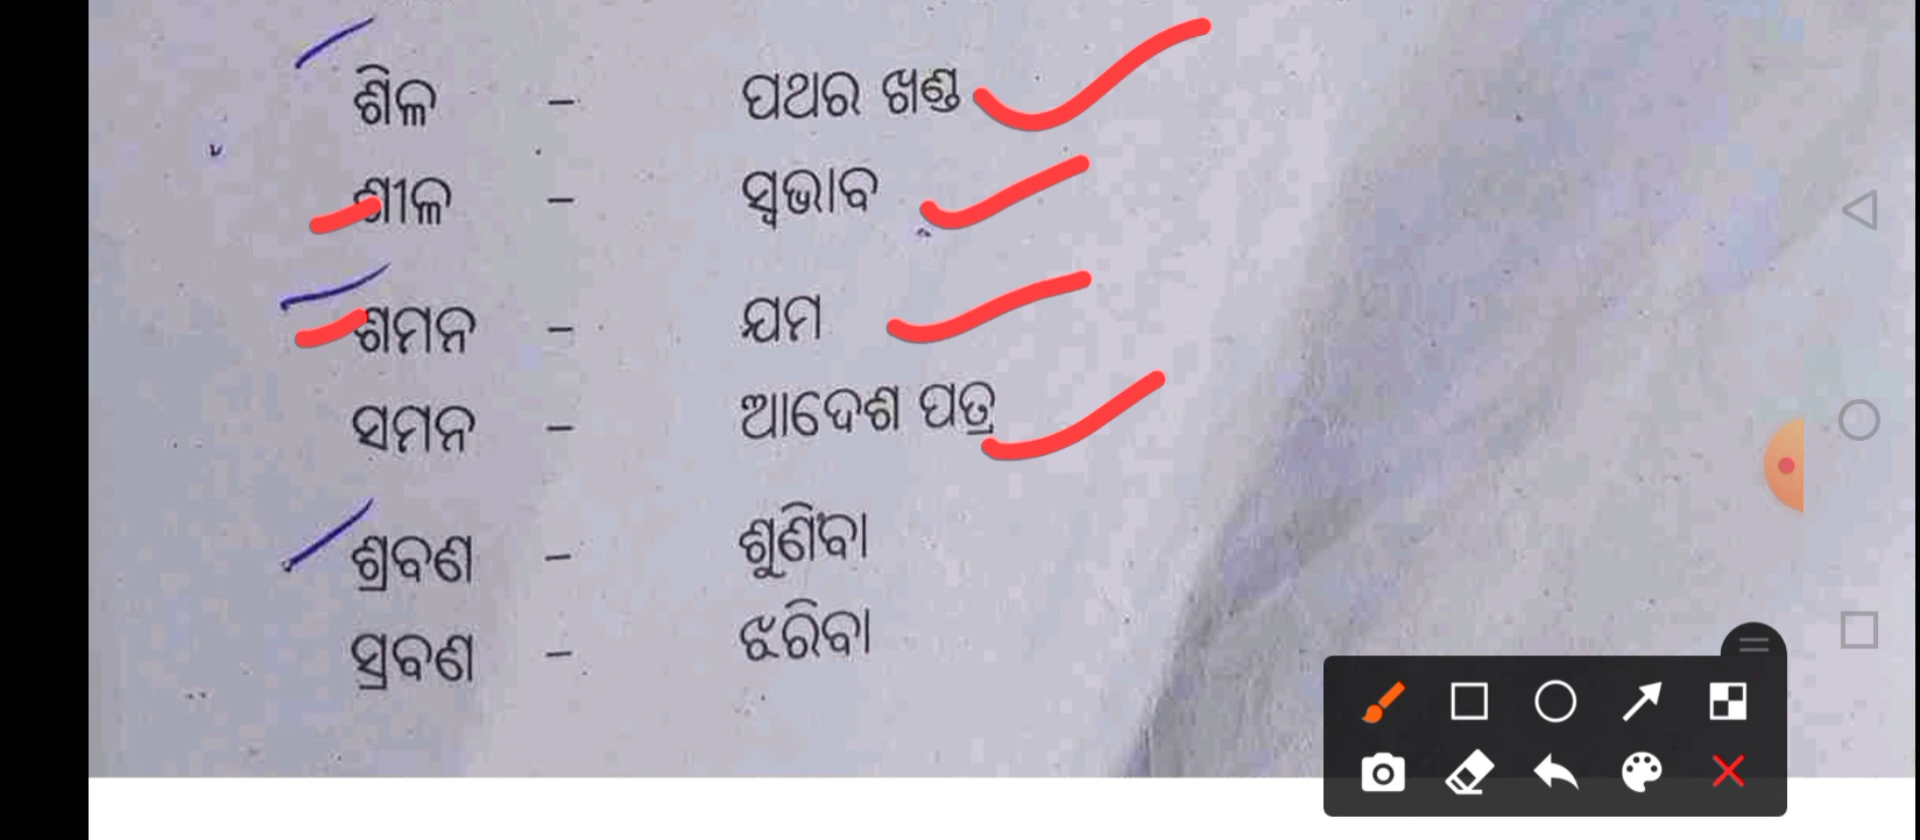 ଶିଳ - ପଥର ଖଣ୍ଡ
ଶୀଳ - ସ୍ୱଭାବ
ଶମନ - ଯମ
ସମନ - ଆଦେଶ ପତ୍ର
ଶ୍ରବଣ - ଶୁଣିବା
ସ୍ରବଣ - ଝରିବା